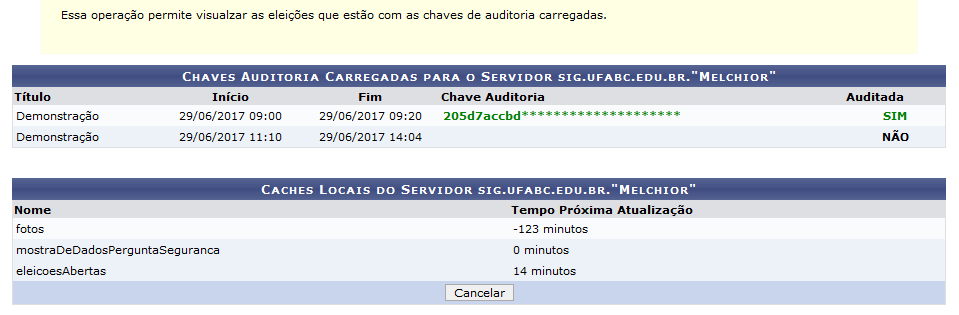 Essa operação permite visualzar as eleições que estão com as chaves de auditoria carregadas.
Chaves Auditoria Carregadas para o Servidor sig.ufabc.edu.br."Melchior"
Título Início Fim Chave Auditoria Auditada
Demonstração 29/06/2017 09:00 29/06/2017 09:20 205d7accbd******************** SIM
Demonstração 29/06/2017 11:10 29/06/2017 14:04 NÃO
Caches Locais do Servidor sig.ufabc.edu.br."Melchior"
Nome Tempo Próxima Atualização
fotos -123 minutos
mostraDeDadosPerguntaSeguranca 0 minutos
eleicoesAbertas 14 minutos
Cancelar